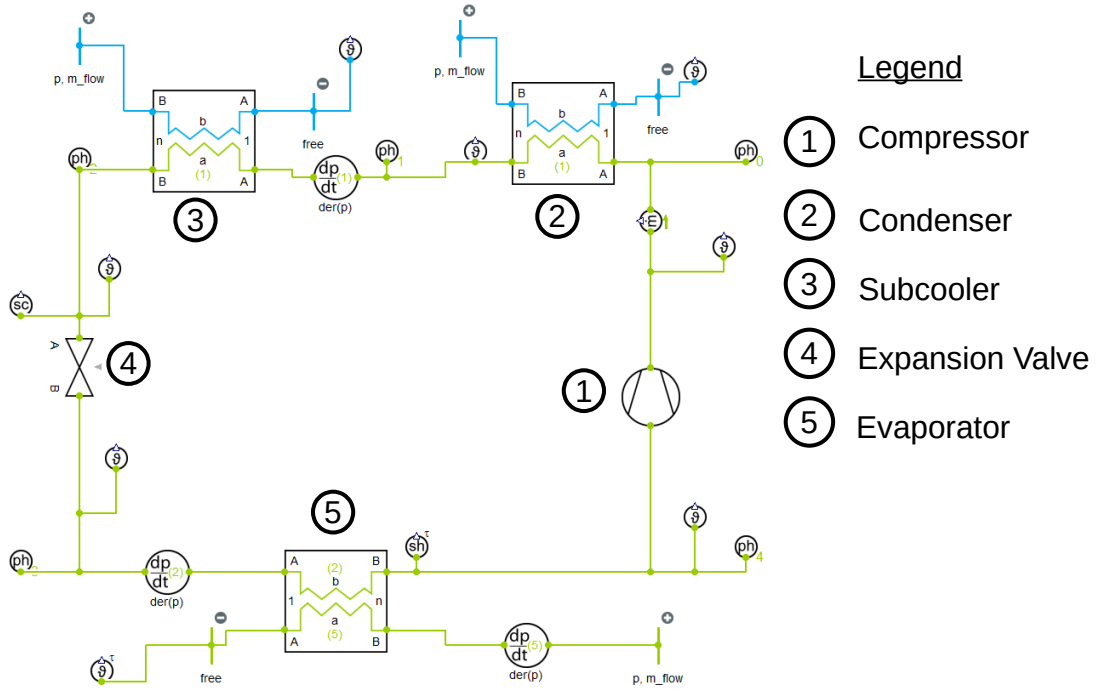 Legend
1 Compressor
2 Condenser
3 Subcooler
4 Expansion Valve
5 Evaporator
p, m_flow
ϑ
B A
b
n 1
a
(1)
B A
free
dp
dt (1)
der(p)
ph 1
3
p, m_flow
ϑ
B A
b
n 1
a
(1)
B A
free
ϑ
ph 0
2
ṁ 1
ϑ
ph
ϑ
sc
A
B
4
1
ϑ
ph
dp
dt (2)
der(p)
5
A (2) B
b
1 n
a
A (5) B
sh τ
ϑ
ph 4
ϑ τ
free
dp
dt (5)
der(p)
p, m_flow